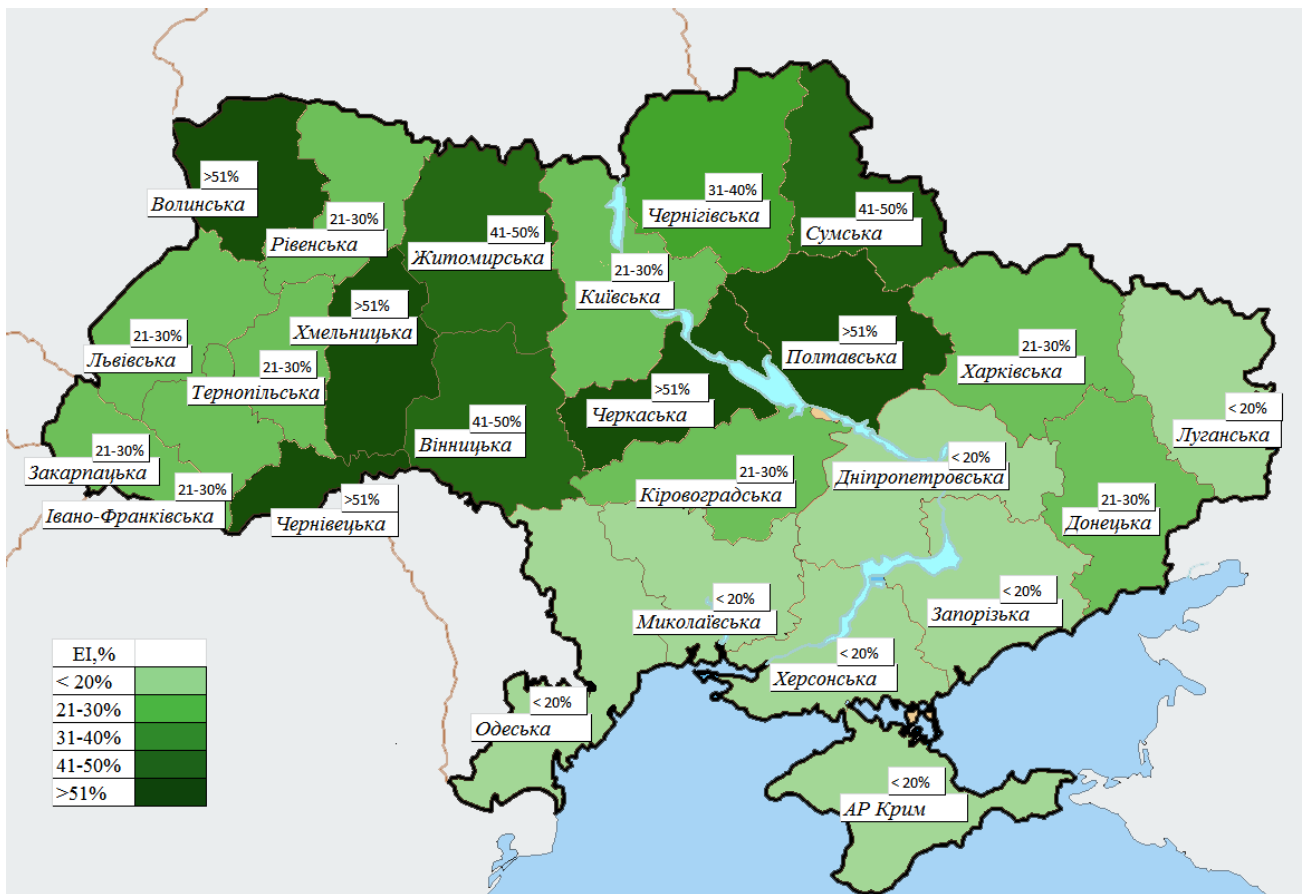 31-40%
Чернігівська
>51%
Волинська
41-50%
Сумська
21-30%
Рівенська
41-50%
Житомирська
21-30%
Київська
>51%
Хмельницька
21-30%
Львівська
>51%
Полтавська
21-30%
Харківська
21-30%
Тернопільська
>51%
Черкаська
< 20%
Луганська
41-50%
Вінницька
21-30%
Закарпацька
21-30%
Кіровоградська
< 20%
Дніпропетровська
21-30%
Івано-Франківська
>51%
Чернівецька
21-30%
Донецька
< 20%
Миколаївська
< 20%
Запорізька
< 20%
Херсонська
< 20%
Одеська
< 20%
АР Крим
EI,%
< 20%
21-30%
31-40%
41-50%
>51%